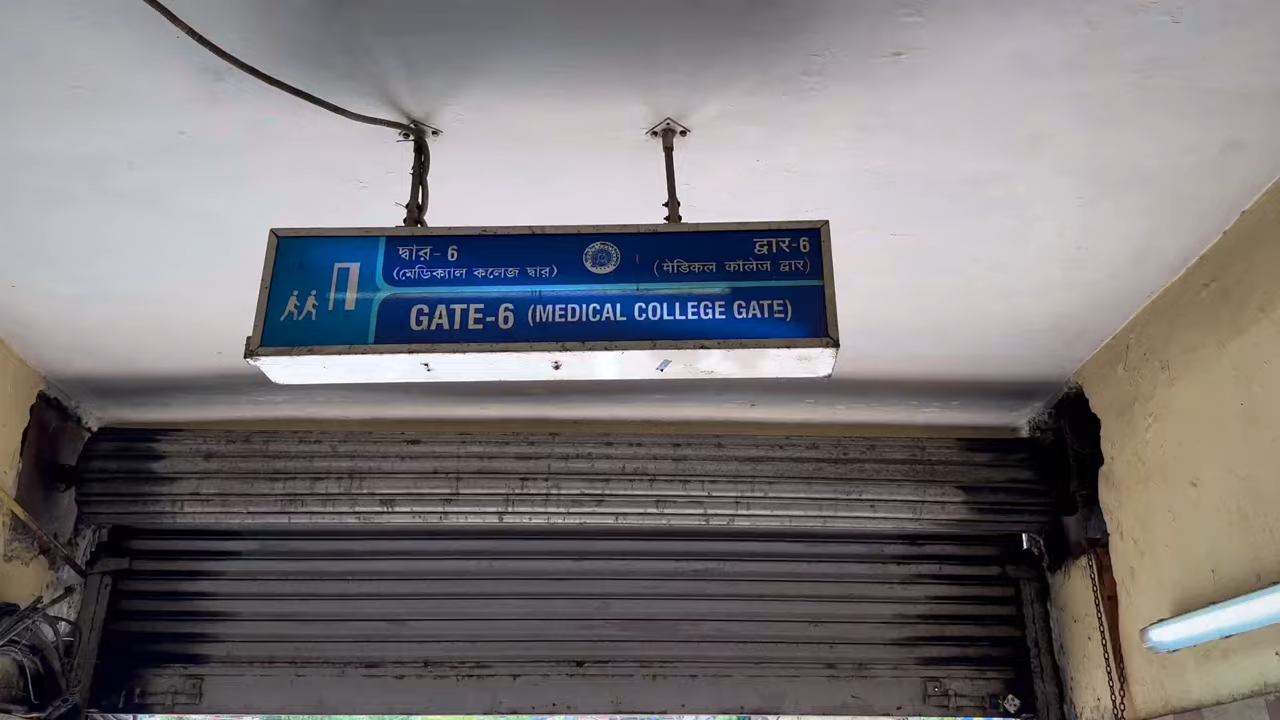 দ্বার - 6
(মেডিক্যাল কলেজ দ্বার)
द्वार-6
(मेडिकल कॉलेज द्वार)
GATE-6 (MEDICAL COLLEGE GATE)